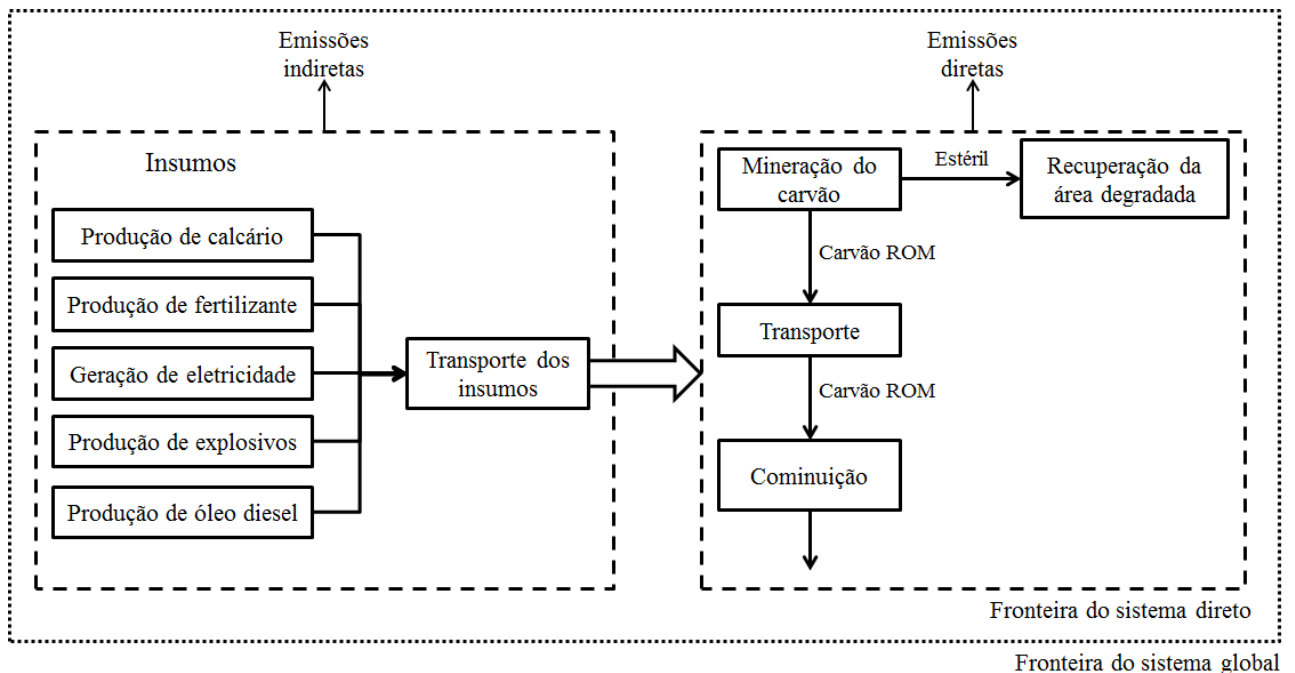 Emissões
indiretas
Emissões
diretas
Insumos
Produção de calcário
Produção de fertilizante
Geração de eletricidade
Produção de explosivos
Produção de óleo diesel
Transporte dos
insumos
Mineração do
carvão
Estéril
Recuperação da
área degradada
Carvão ROM
Transporte
Carvão ROM
Cominuição
Fronteira do sistema direto
Fronteira do sistema global